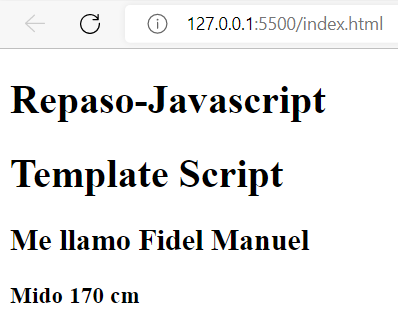 127.0.0.1:5500/index.html
Repaso-Javascript
Template Script
Me llamo Fidel Manuel
Mido 170 cm